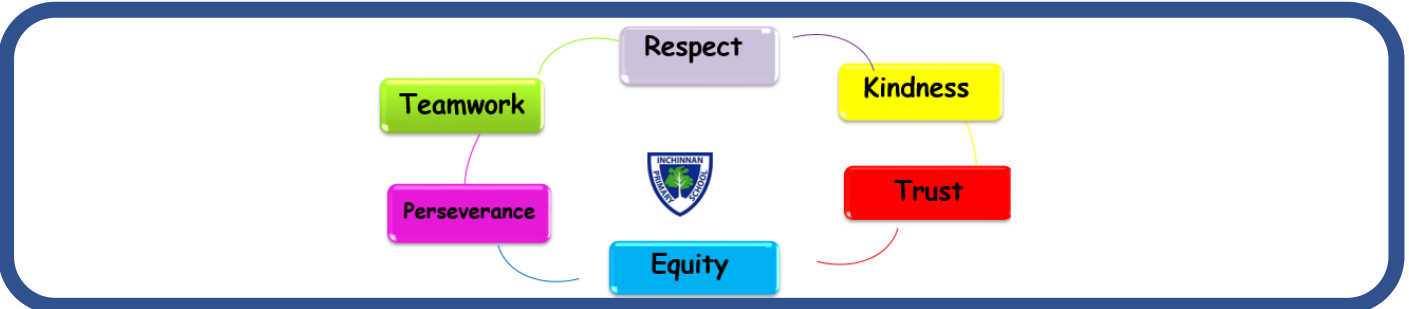 Respect
Kindness
Teamwork
INCHINNAN
PRIMARY
SCHOOL
Trust
Perseverance
Equity